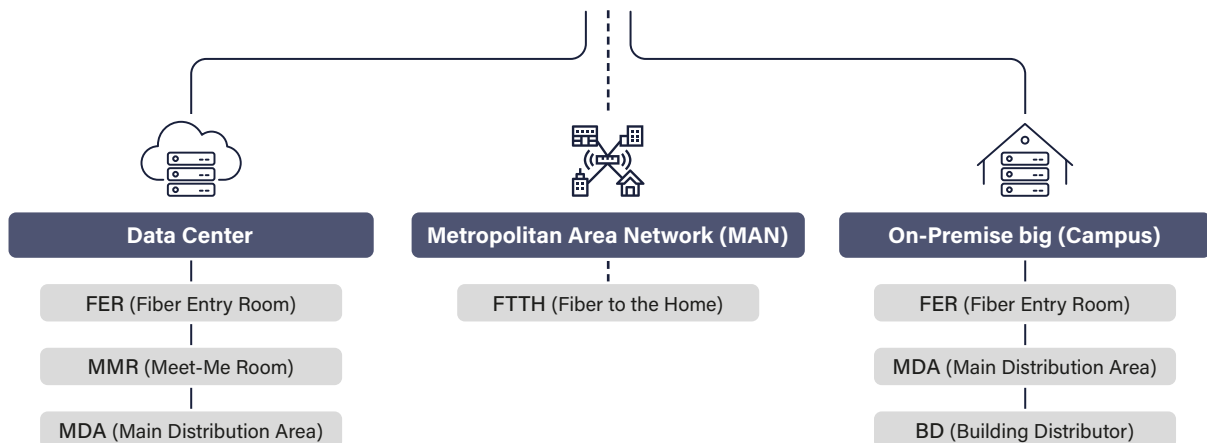 Data Center
Metropolitan Area Network (MAN)
On-Premise big (Campus)
FER (Fiber Entry Room)
FTTH (Fiber to the Home)
FER (Fiber Entry Room)
MMR (Meet-Me Room)
MDA (Main Distribution Area)
MDA (Main Distribution Area)
BD (Building Distributor)